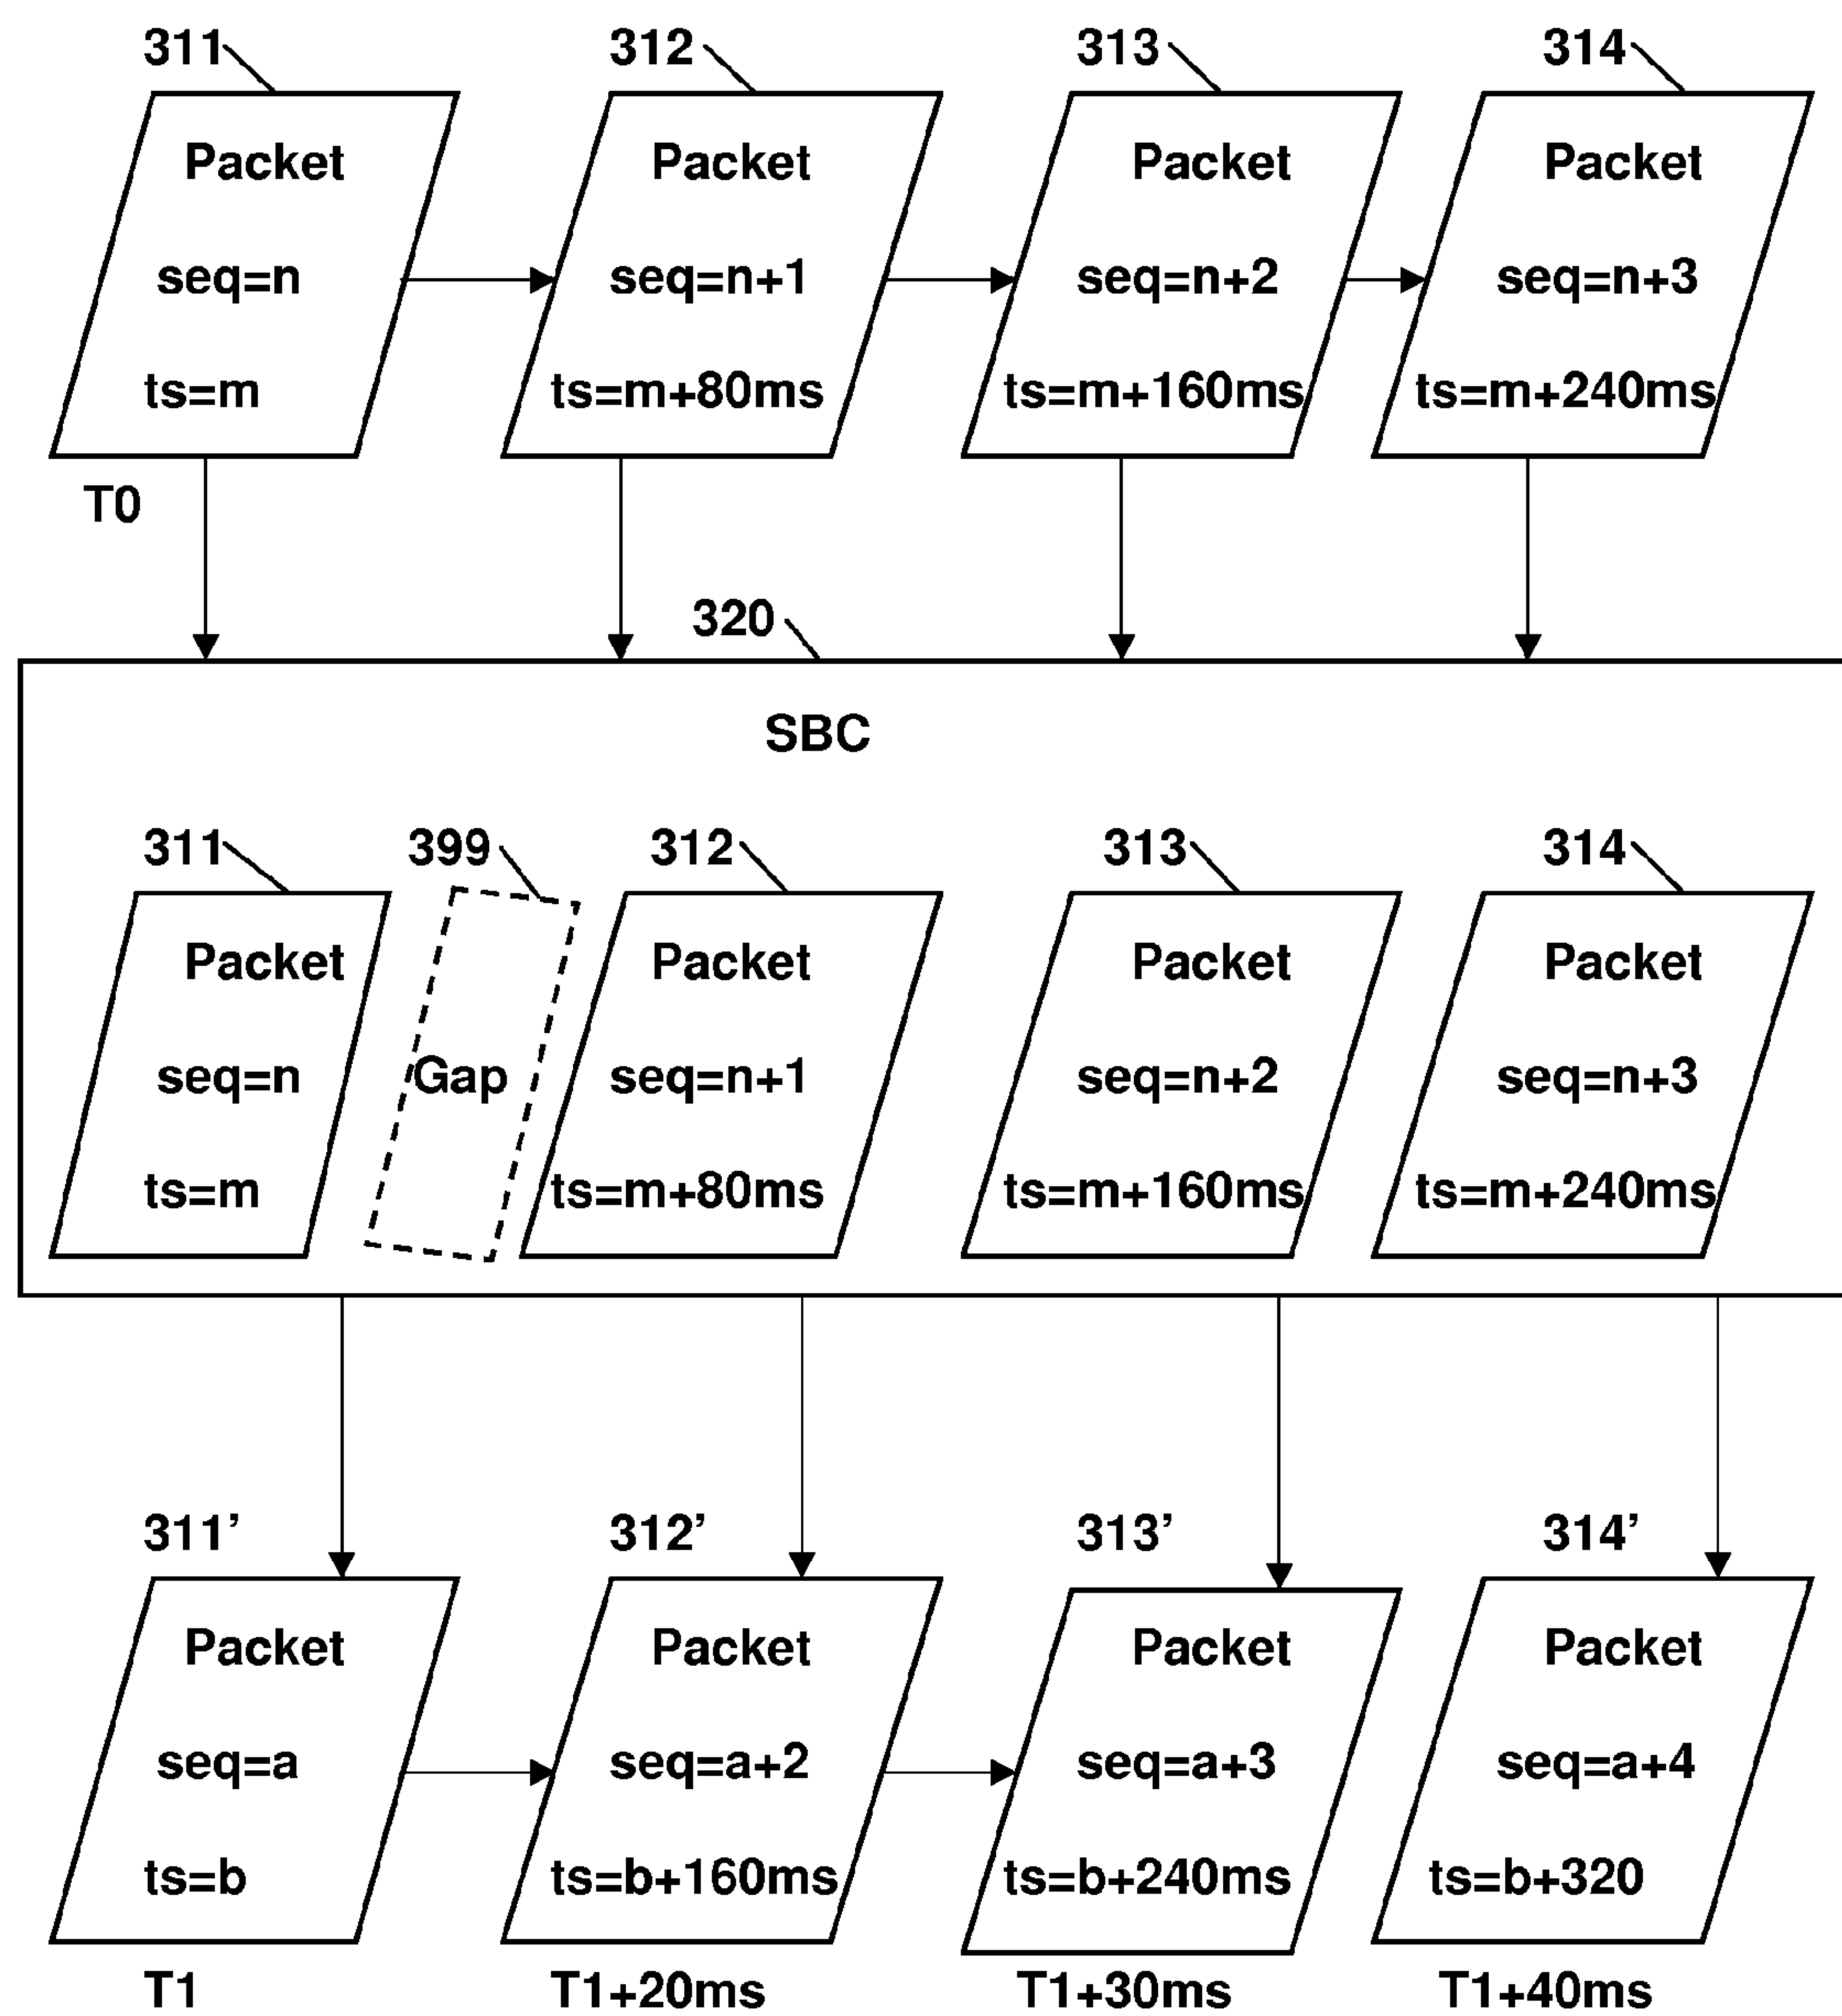 311 312 313 314
Packet Packet Packet Packet
seq=n seq=n+1 seq=n+2 seq=n+3
ts=m ts=m+80ms ts=m+160ms ts=m+240ms
T0
320
SBC
311 399 312 313 314
Packet Packet Packet Packet
seq=n Gap seq=n+1 seq=n+2 seq=n+3
ts=m ts=m+80ms ts=m+160ms ts=m+240ms
311’ 312’ 313’ 314’
Packet Packet Packet Packet
seq=a seq=a+2 seq=a+3 seq=a+4
ts=b ts=b+160ms ts=b+240ms ts=b+320
T1 T1+20ms T1+30ms T1+40ms